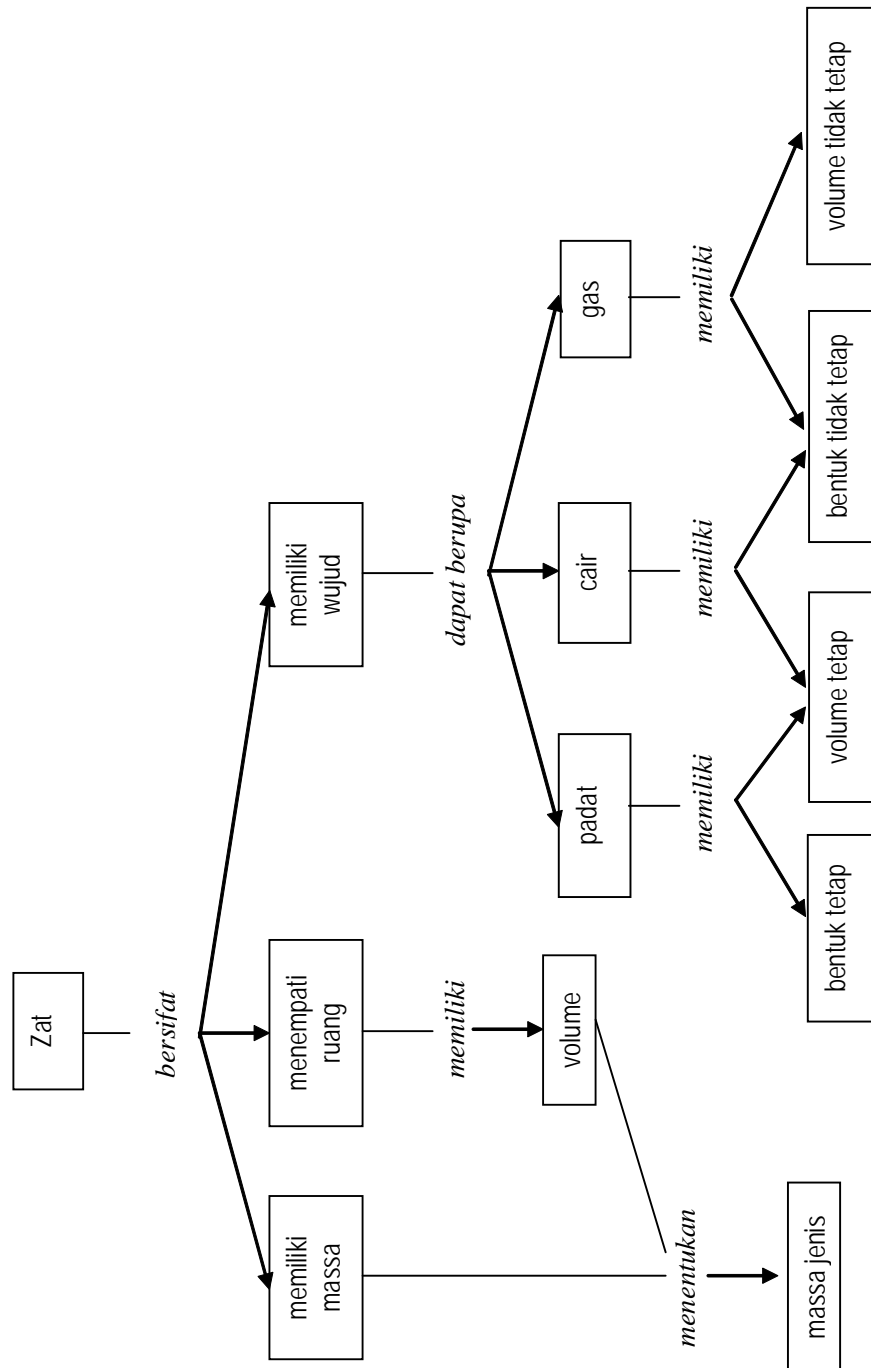 Zat
bersifat
memiliki
massa
menempati
ruang
memiliki
wujud
memiliki
dapat berupa
volume
padat
cair
gas
menentukan
memiliki
memiliki
memiliki
massa jenis
bentuk tetap
volume tetap
bentuk tidak tetap
volume tidak tetap